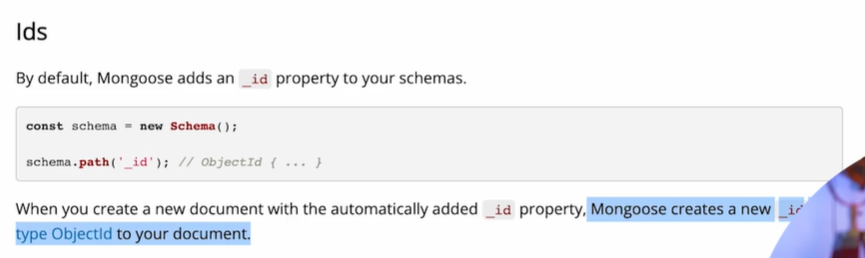 Ids
By default, Mongoose adds an _id property to your schemas.
const schema = new Schema();
schema.path('_id'); // ObjectId { ... }
When you create a new document with the automatically added _id property, Mongoose creates a new
type ObjectId to your document.